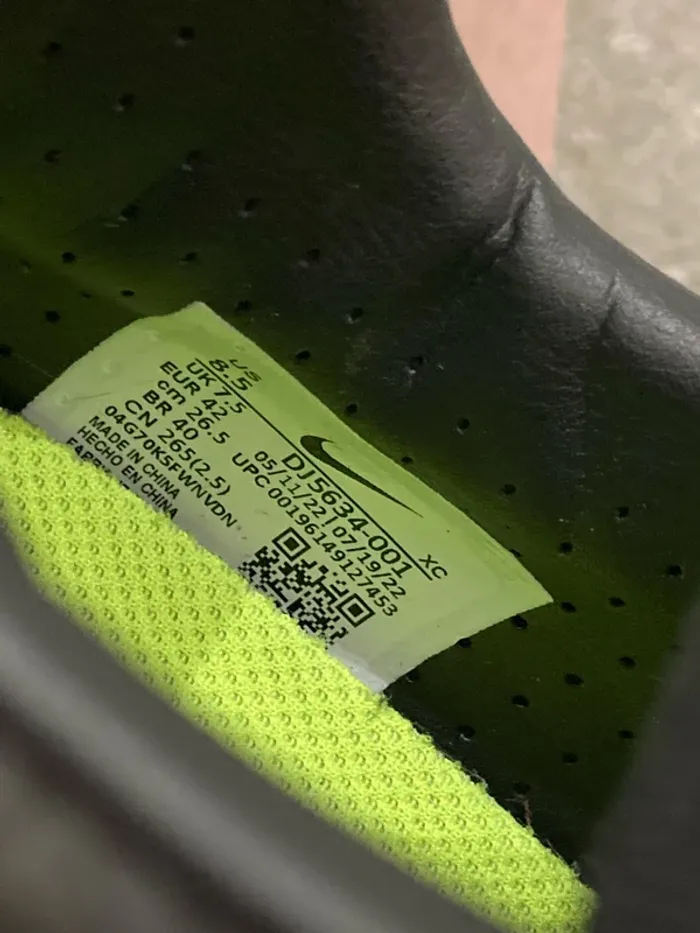 US
8.5
UK 7.5
EUR 42
cm 26.5
BR 40
CN 265(2.5)
04G70KSFWNVDN
MADE IN CHINA
HECHO EN CHINA
DJ5634-001 XC
05/11/22|07/19/22
UPC 00196149127453